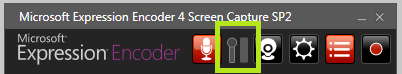 Microsoft Expression Encoder 4 Screen Capture SP2
Microsoft®
Expression Encoder